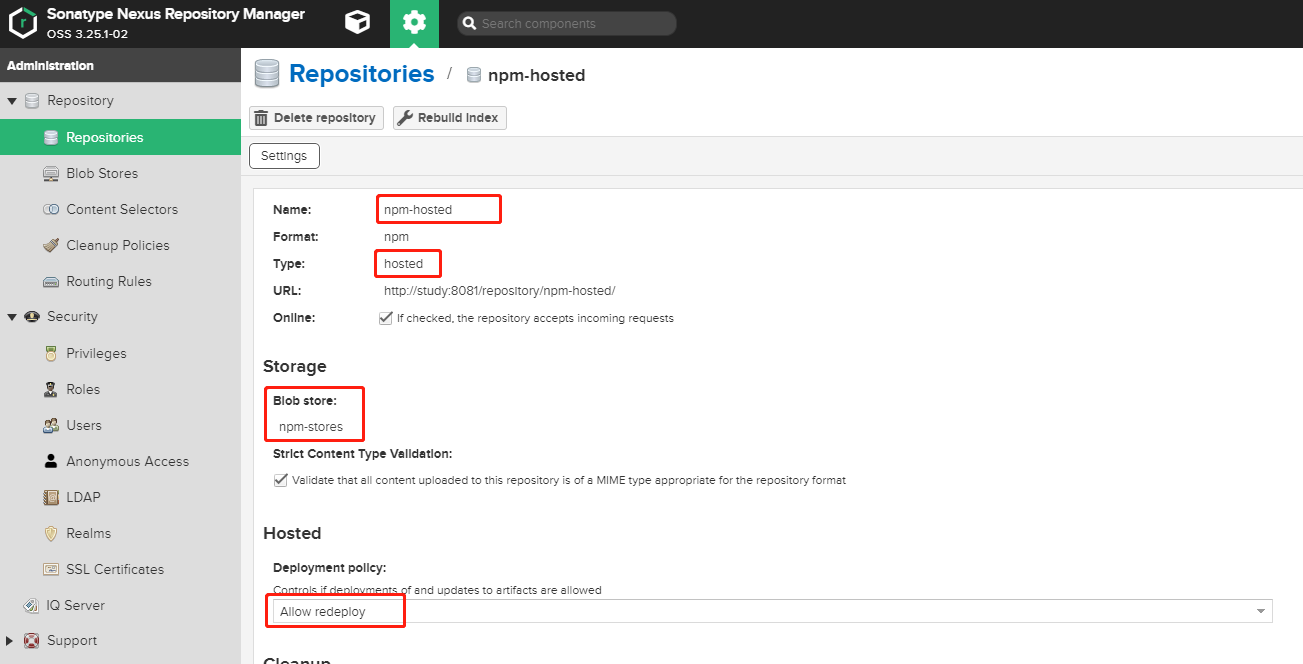 Sonatype Nexus Repository Manager
OSS 3.25.1-02
Search components
Administration
Repository
Repositories
Blob Stores
Content Selectors
Cleanup Policies
Routing Rules
Security
Privileges
Roles
Users
Anonymous Access
LDAP
Realms
SSL Certificates
IQ Server
Support
Repositories / npm-hosted
Delete repository Rebuild index
Settings
Name: npm-hosted
Format: npm
Type: hosted
URL: http://study:8081/repository/npm-hosted/
Online: If checked, the repository accepts incoming requests
Storage
Blob store:
npm-stores
Strict Content Type Validation:
Validate that all content uploaded to this repository is of a MIME type appropriate for the repository format
Hosted
Deployment policy:
Controls if deployments of and updates to artifacts are allowed
Allow redeploy
Cleanup